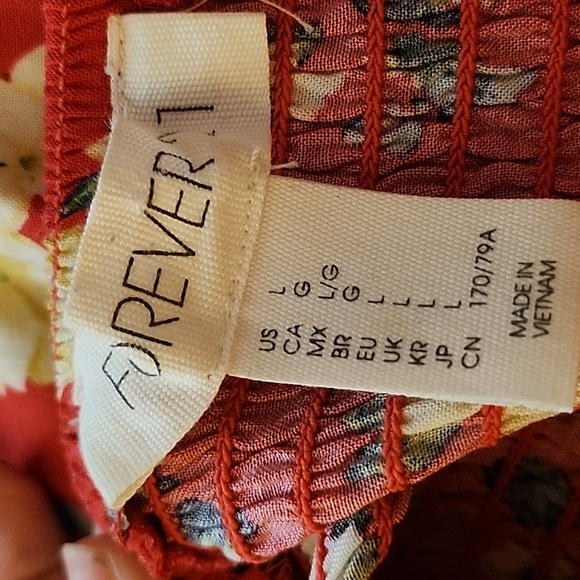 FOREVER 21
US L
CA G
MX L/G
BR G
EU L
UK L
KR L
JP L
CN 170/79A
MADE IN
VIETNAM